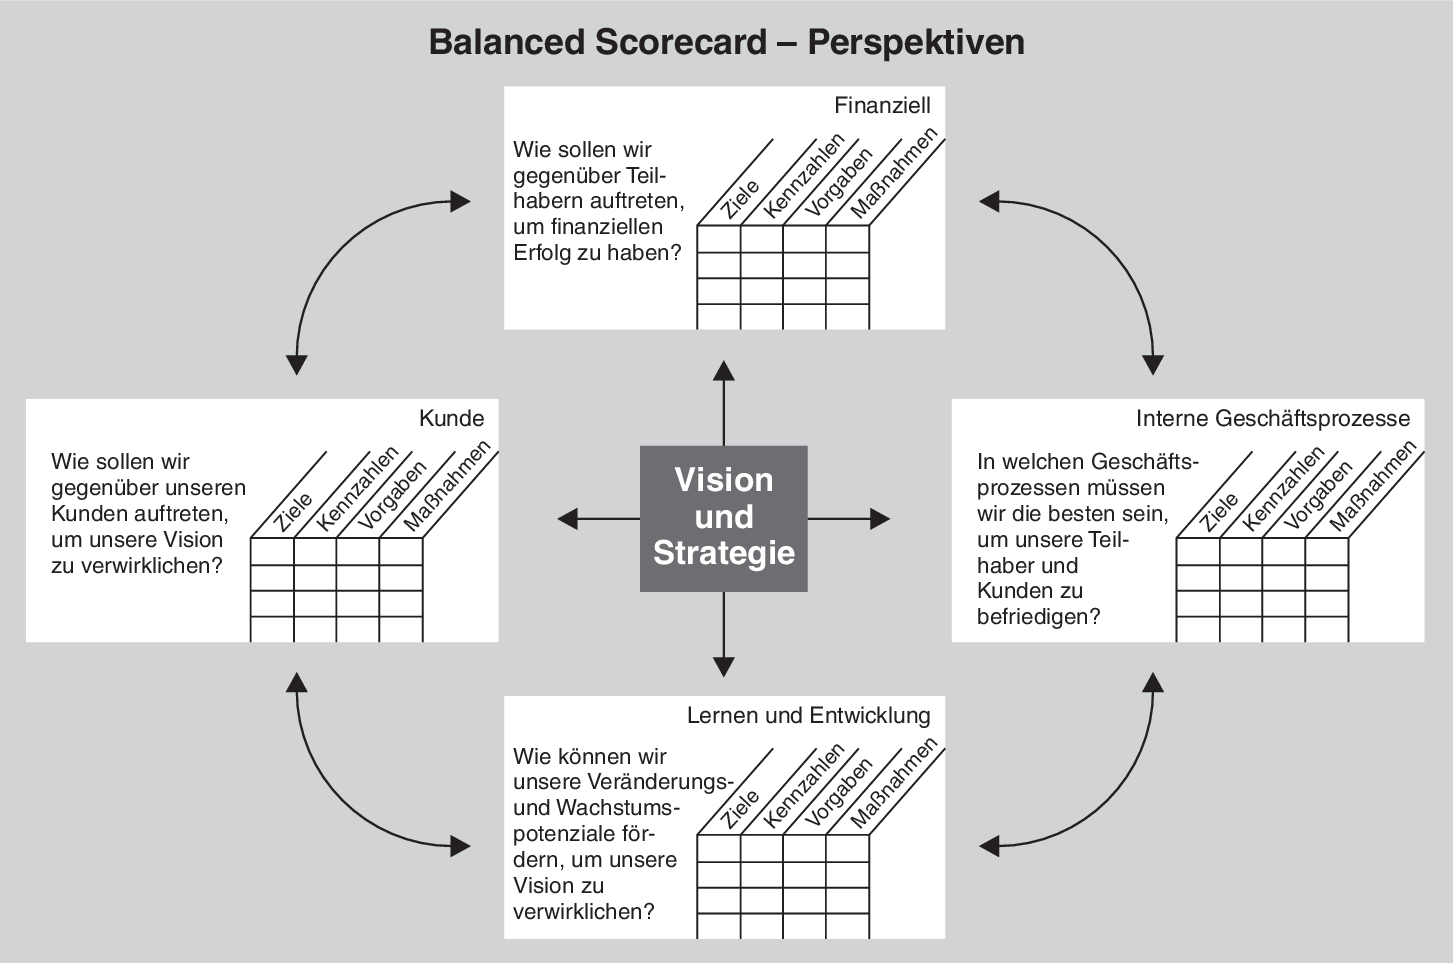 Balanced Scorecard – Perspektiven
Finanziell
Wie sollen wir
gegenüber Teil-
habern auftreten,
um finanziellen
Erfolg zu haben?
Ziele
Kennzahlen
Vorgaben
Maßnahmen
Kunde
Wie sollen wir
gegenüber unseren
Kunden auftreten,
um unsere Vision
zu verwirklichen?
Ziele
Kennzahlen
Vorgaben
Maßnahmen
Vision
und
Strategie
Interne Geschäftsprozesse
In welchen Geschäfts-
prozessen müssen
wir die besten sein,
um unsere Teil-
haber und
Kunden zu
befriedigen?
Ziele
Kennzahlen
Vorgaben
Maßnahmen
Lernen und Entwicklung
Wie können wir
unsere Veränderungs-
und Wachstums-
potenziale för-
dern, um unsere
Vision zu
verwirklichen?
Ziele
Kennzahlen
Vorgaben
Maßnahmen